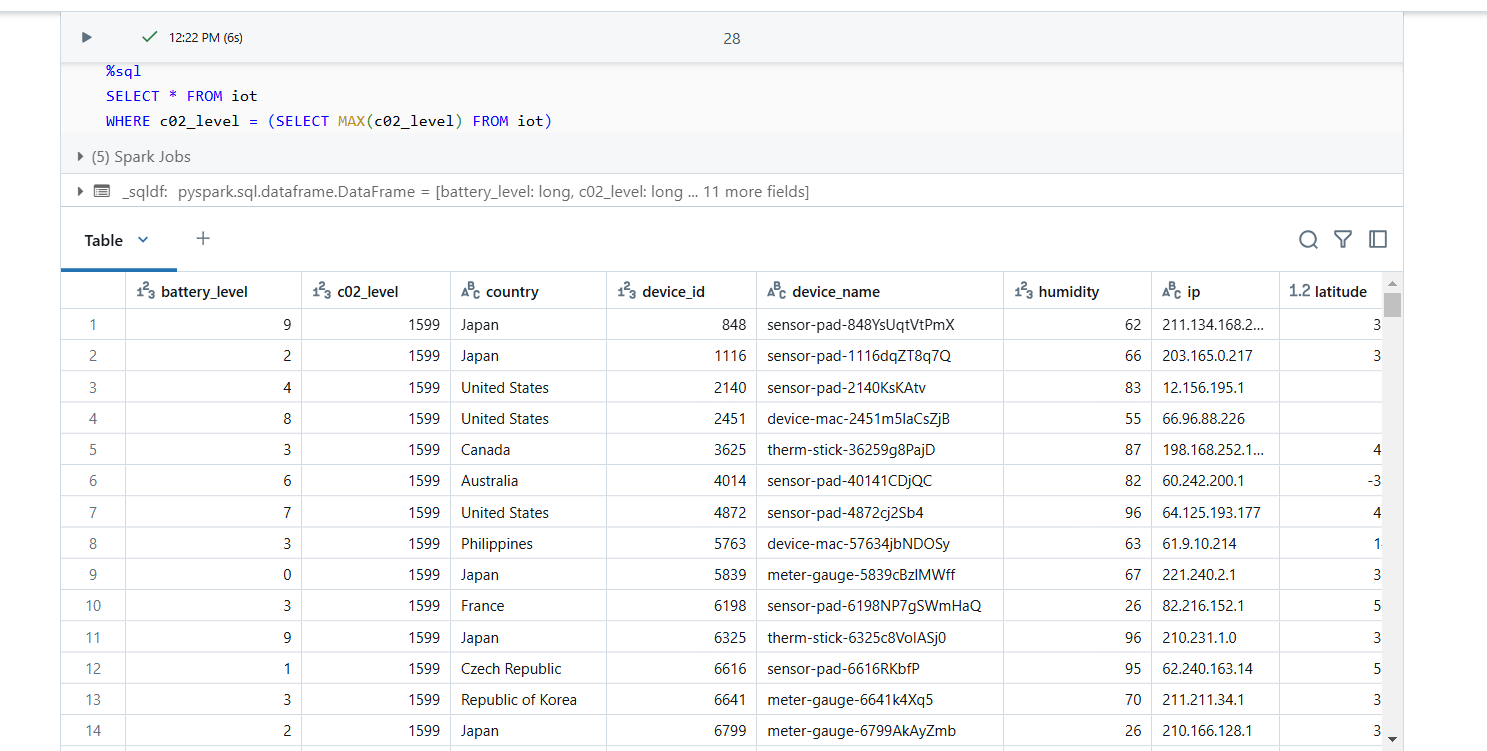 12:22 PM (6s)
28
%sql
SELECT * FROM iot
WHERE c02_level = (SELECT MAX(c02_level) FROM iot)
(5) Spark Jobs
_sqldf: pyspark.sql.dataframe.DataFrame = [battery_level: long, c02_level: long ... 11 more fields]
Table
battery_level c02_level country device_id device_name humidity ip 1.2 latitude
1 9 1599 Japan 848 sensor-pad-848YsUqtVtPmX 62 211.134.168.2... 3
2 2 1599 Japan 1116 sensor-pad-1116dqZT8q7Q 66 203.165.0.217 3
3 4 1599 United States 2140 sensor-pad-2140KsKAtv 83 12.156.195.1
4 8 1599 United States 2451 device-mac-2451m5laCsZjB 55 66.96.88.226
5 3 1599 Canada 3625 therm-stick-36259g8PajD 87 198.168.252.1... 4
6 6 1599 Australia 4014 sensor-pad-40141CDjQC 82 60.242.200.1 -3
7 7 1599 United States 4872 sensor-pad-4872cj2Sb4 96 64.125.193.177 4
8 3 1599 Philippines 5763 device-mac-57634jbNDOSy 63 61.9.10.214 1
9 0 1599 Japan 5839 meter-gauge-5839cBzIMWff 67 221.240.2.1 3
10 3 1599 France 6198 sensor-pad-6198NP7gSWmHaQ 26 82.216.152.1 5
11 9 1599 Japan 6325 therm-stick-6325c8VolASj0 96 210.231.1.0 3
12 1 1599 Czech Republic 6616 sensor-pad-6616RKbfP 95 62.240.163.14 5
13 3 1599 Republic of Korea 6641 meter-gauge-6641k4Xq5 70 211.211.34.1 3
14 2 1599 Japan 6799 meter-gauge-6799AkAyZmb 26 210.166.128.1 3